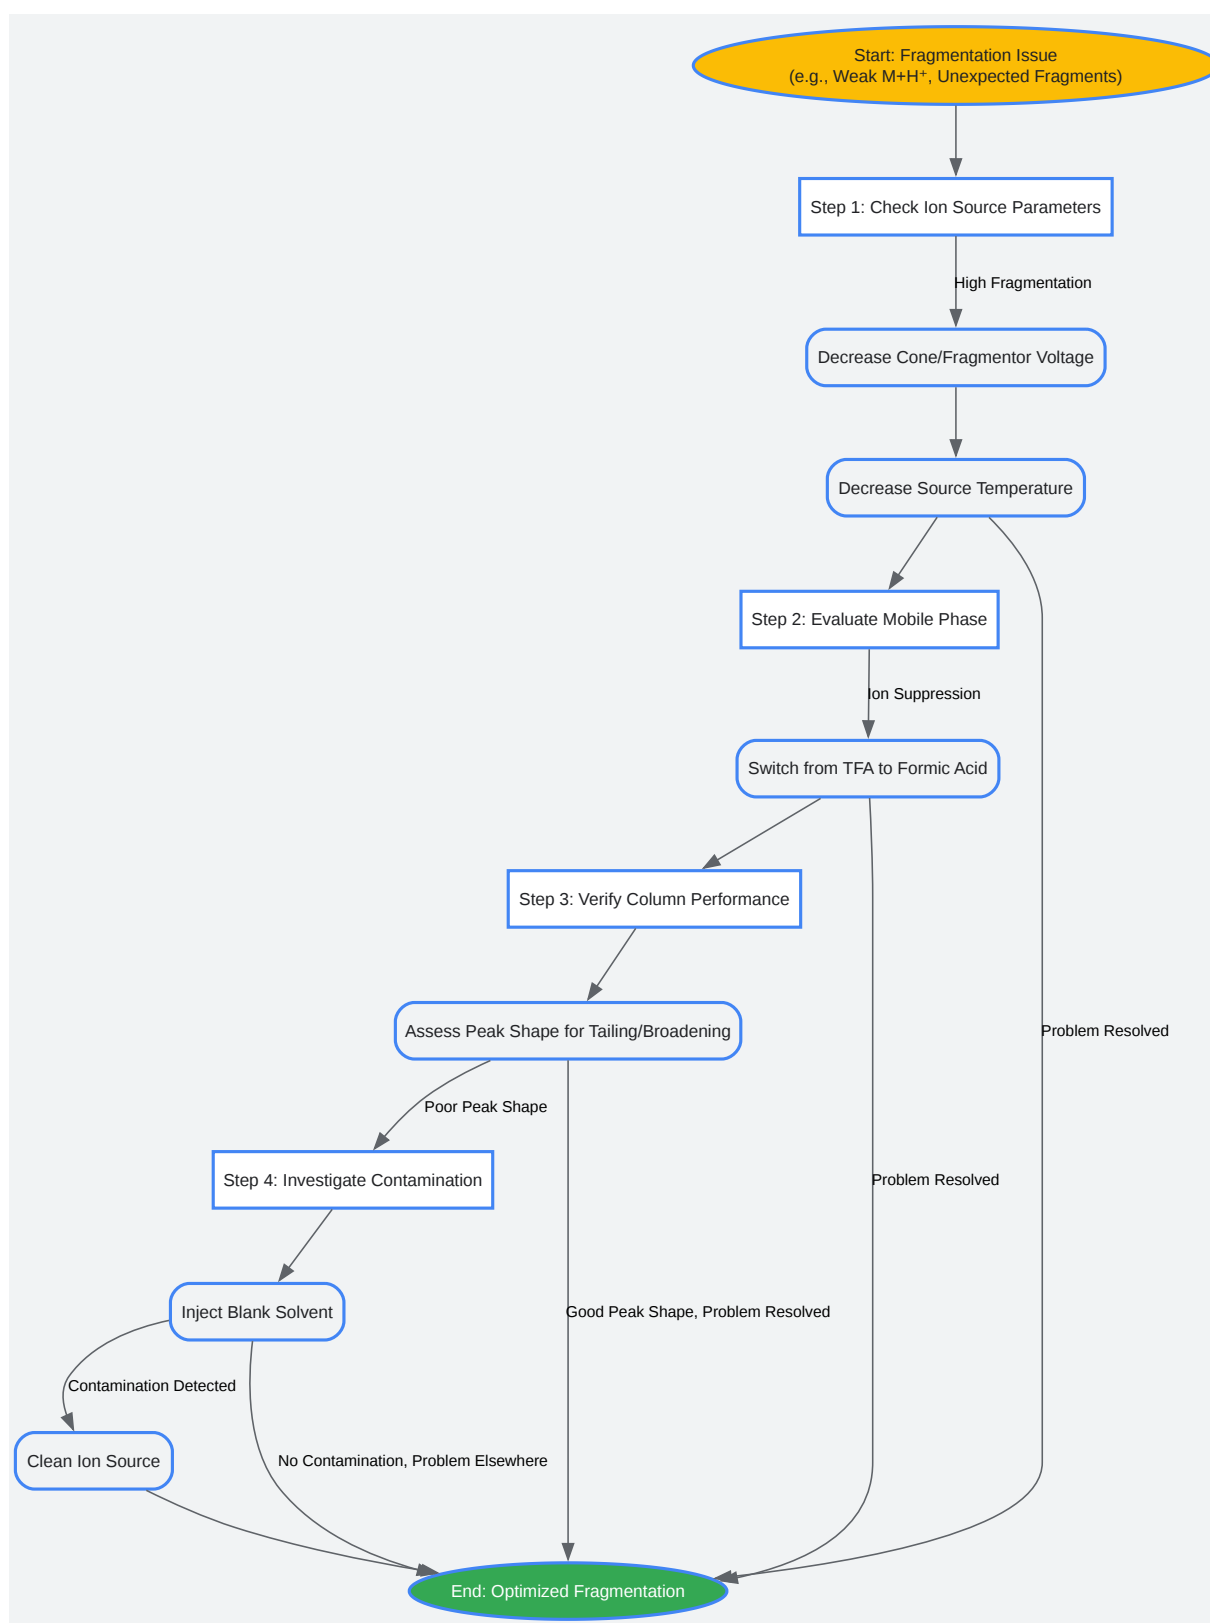 Start: Fragmentation Issue
(e.g., Weak M+H⁺, Unexpected Fragments)
Step 1: Check Ion Source Parameters
High Fragmentation
Decrease Cone/Fragmentor Voltage
Decrease Source Temperature
Step 2: Evaluate Mobile Phase
Ion Suppression
Switch from TFA to Formic Acid
Step 3: Verify Column Performance
Assess Peak Shape for Tailing/Broadening
Problem Resolved
Poor Peak Shape
Step 4: Investigate Contamination
Problem Resolved
Inject Blank Solvent
Good Peak Shape, Problem Resolved
Contamination Detected
Clean Ion Source
No Contamination, Problem Elsewhere
End: Optimized Fragmentation